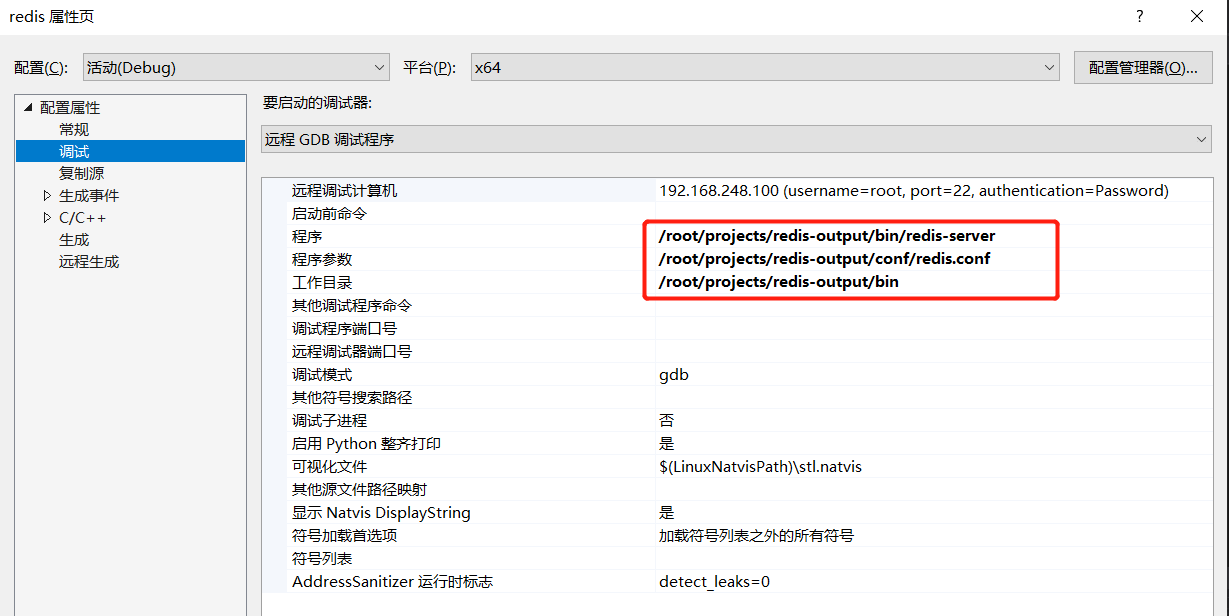 redis 属性页
配置(C): 活动(Debug) 平台(P): x64 配置管理器(O)...
配置属性
常规
调试
复制源
生成事件
C/C++
生成
远程生成
要启动的调试器:
远程 GDB 调试程序
远程调试计算机 192.168.248.100 (username=root, port=22, authentication=Password)
启动前命令
程序 /root/projects/redis-output/bin/redis-server
程序参数 /root/projects/redis-output/conf/redis.conf
工作目录 /root/projects/redis-output/bin
其他调试程序命令
调试程序端口号
远程调试器端口号
调试模式 gdb
其他符号搜索路径
调试子进程 否
启用 Python 整齐打印 是
可视化文件 $(LinuxNatvisPath)\stl.natvis
其他源文件路径映射
显示 Natvis DisplayString 是
符号加载首选项 加载符号列表之外的所有符号
符号列表
AddressSanitizer 运行时标志 detect_leaks=0